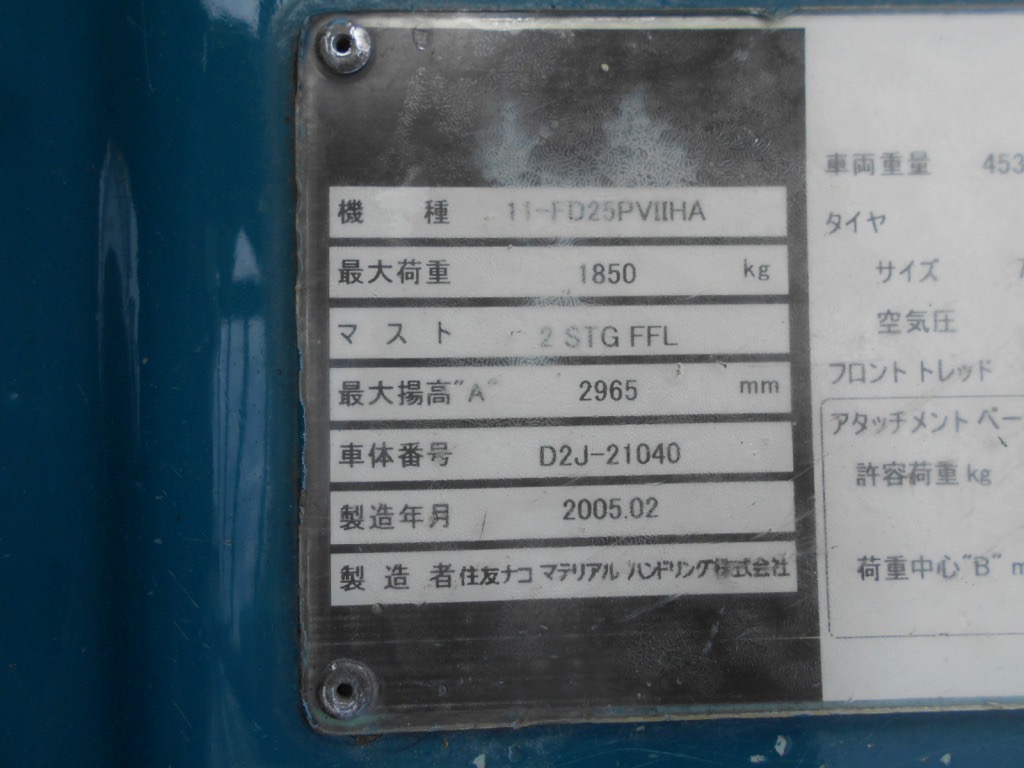 機 種 11-FD25PVIIHA
最大荷重 1850 kg
マスト 2 STG FFL
最大揚高"A" 2965 mm
車体番号 D2J-21040
製造年月 2005.02
製造者 住友ナコ マテリアル ハンドリング株式会社
車両重量 453
タイヤ
サイズ 7
空気圧
フロントトレッド
アタッチメント ベー
許容荷重 kg
荷重中心"B" m